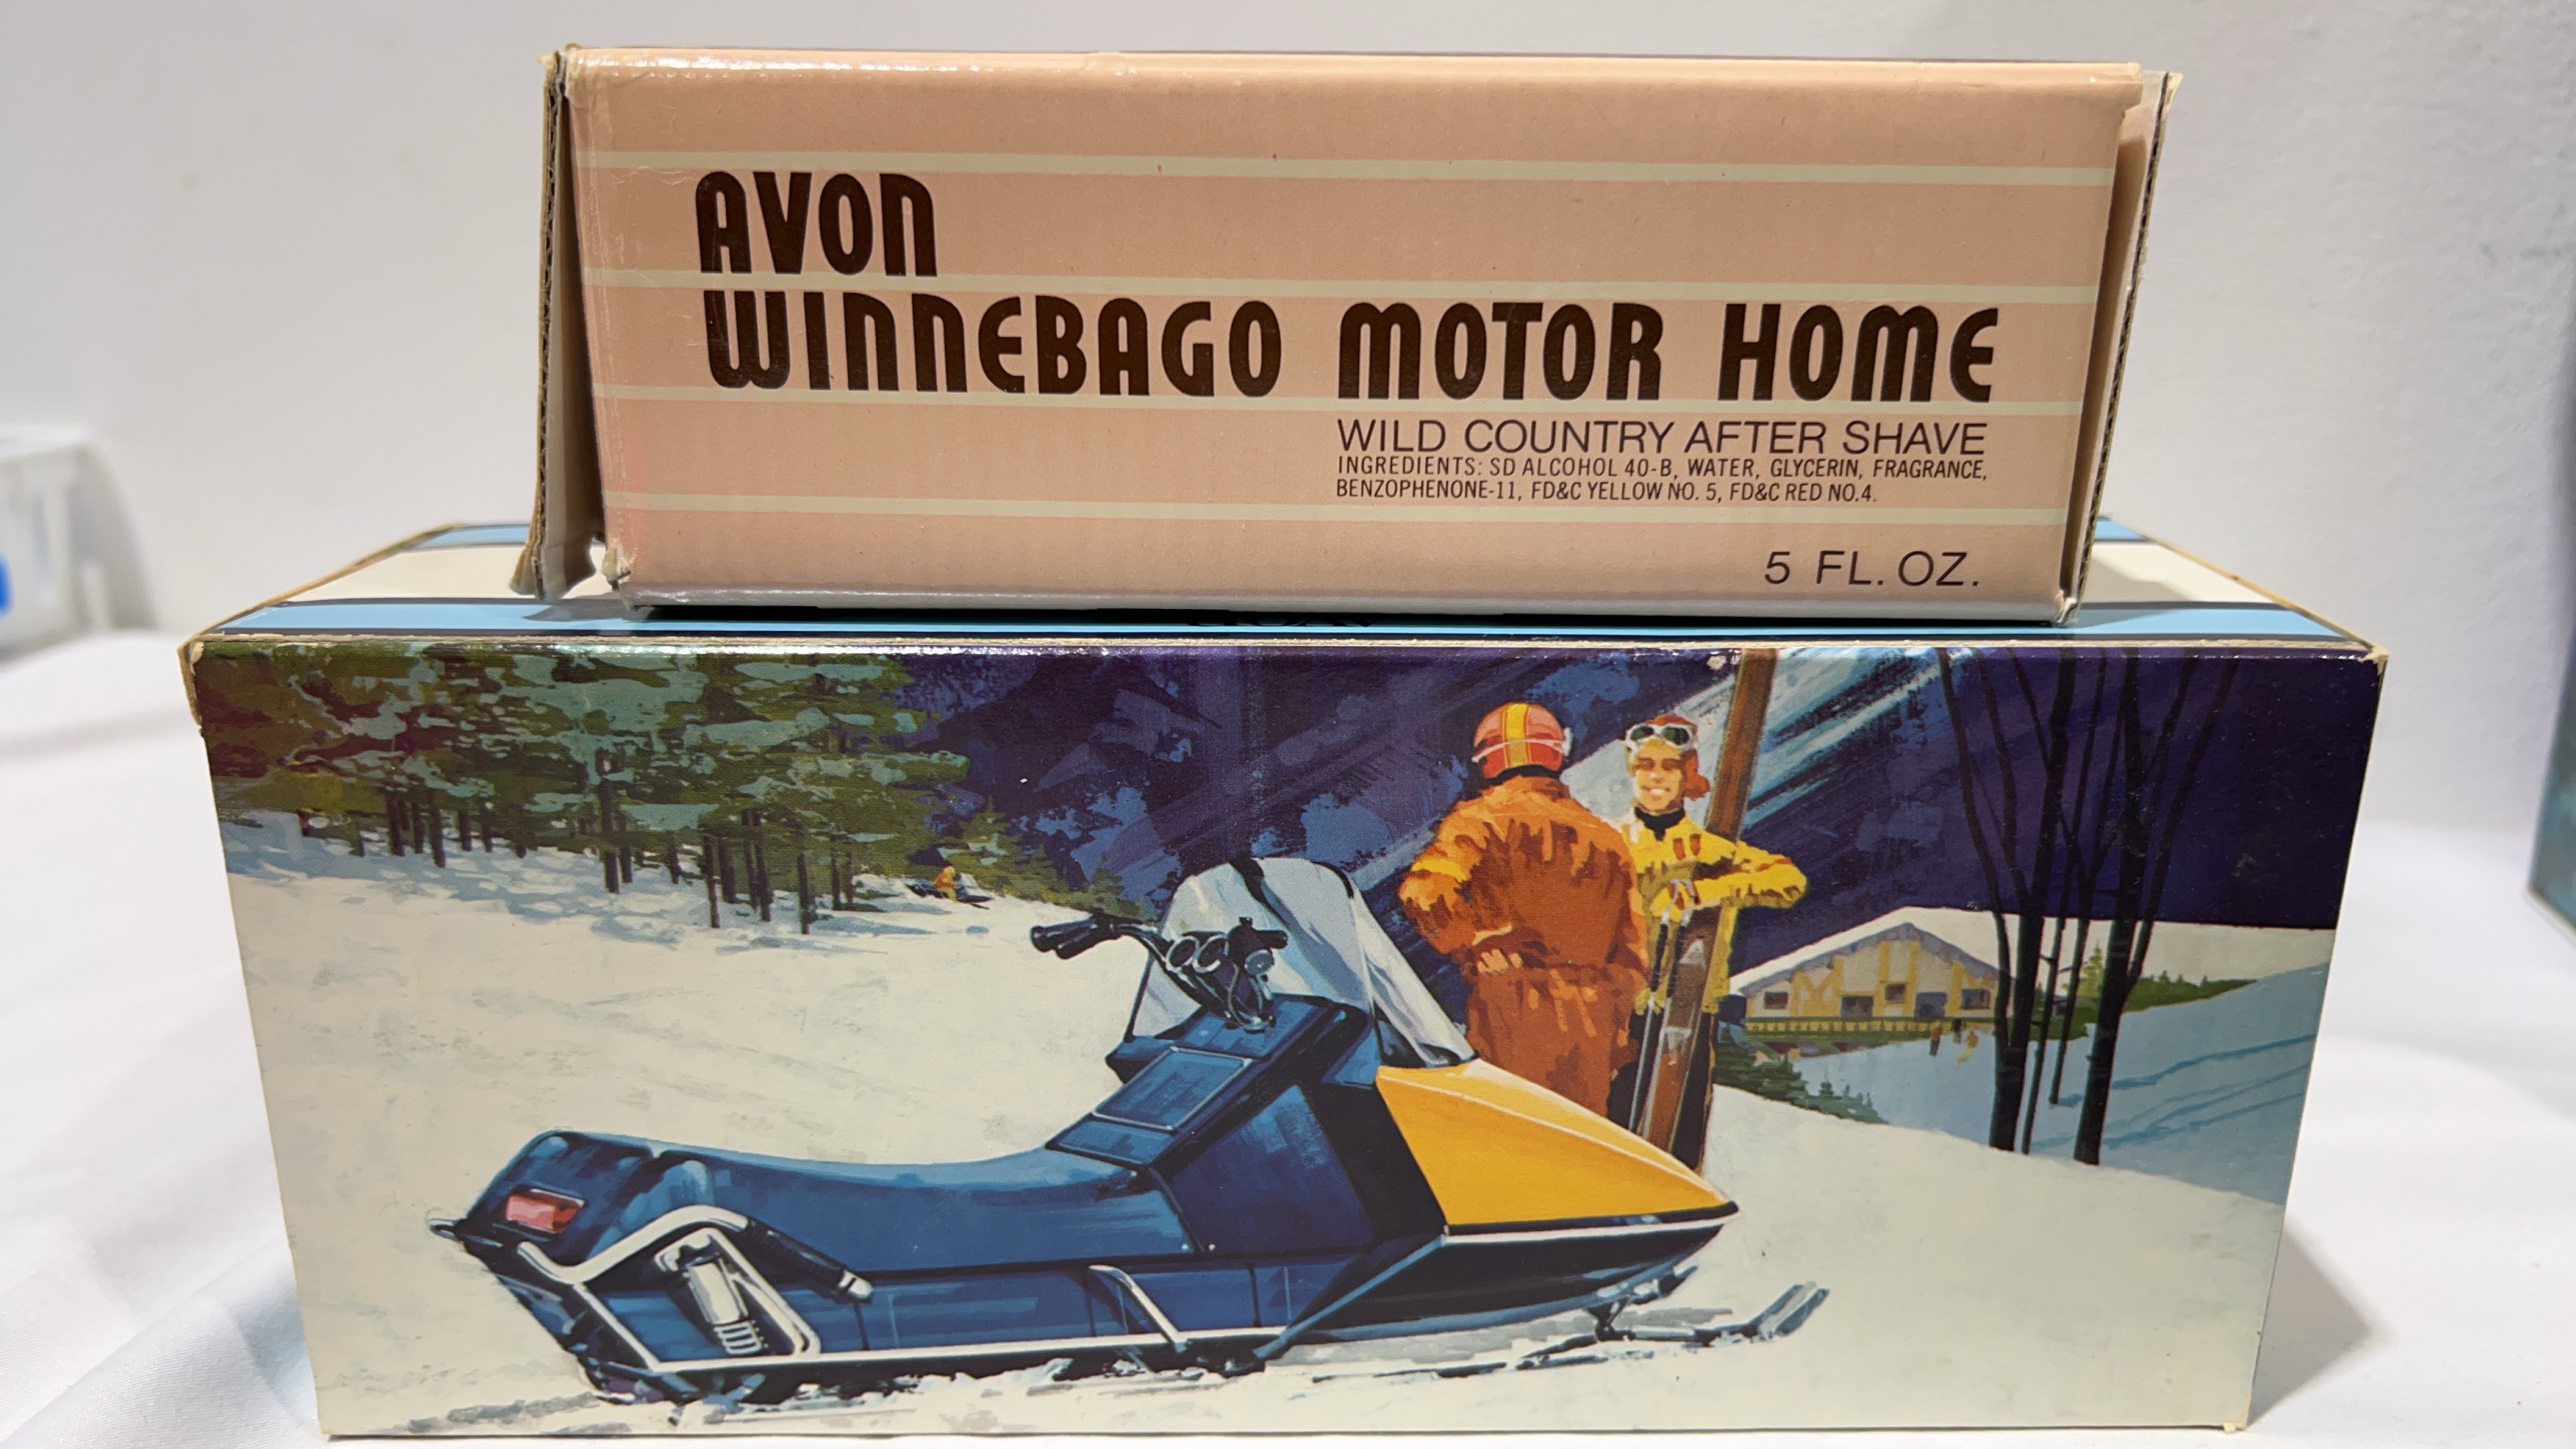 AVON
WINNEBAGO MOTOR HOME
WILD COUNTRY AFTER SHAVE
INGREDIENTS: SD ALCOHOL 40-B, WATER, GLYCERIN, FRAGRANCE,
BENZOPHENONE-11, FD&C YELLOW NO. 5, FD&C RED NO.4.
5 FL. OZ.